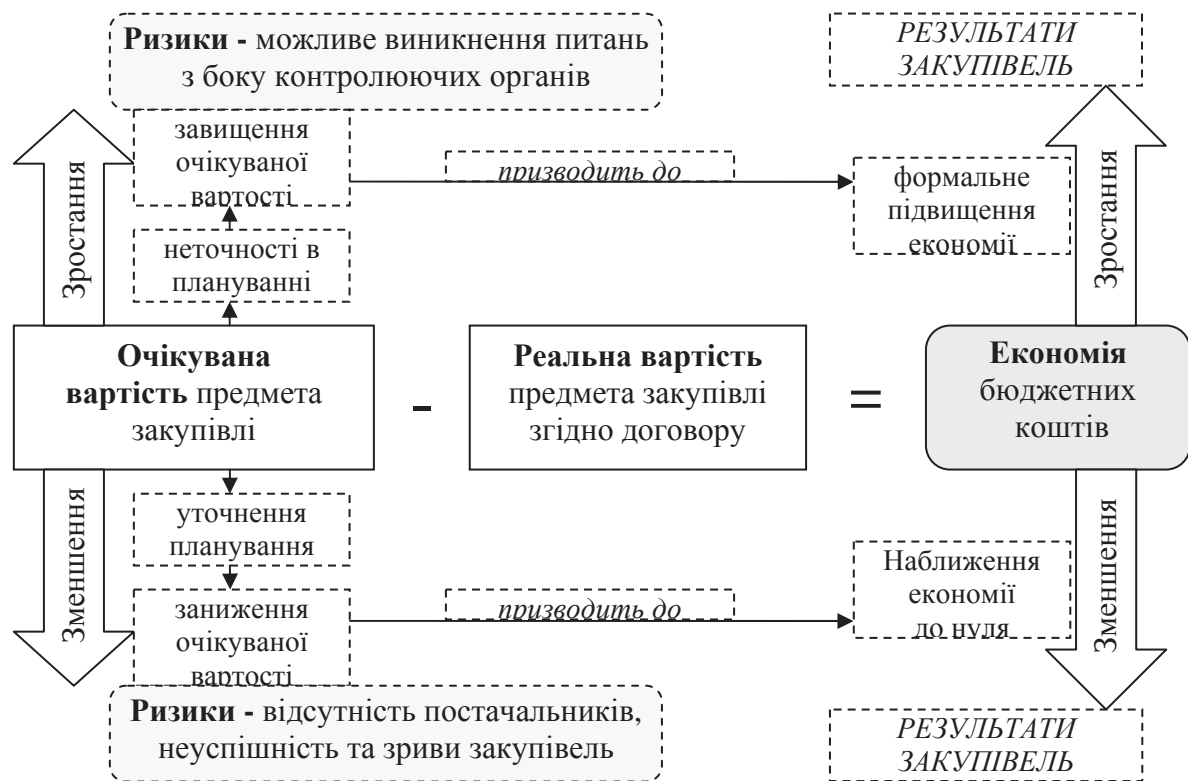 Ризики - можливе виникнення питань
з боку контролюючих органів
РЕЗУЛЬТАТИ
ЗАКУПІВЕЛЬ
Зростання
завищення
очікуваної
вартості
призводить до
формальне
підвищення
економії
Зростання
неточності в
плануванні
Очікувана
вартість предмета
закупівлі
-
Реальна вартість
предмета закупівлі
згідно договору
=
Економія
бюджетних
коштів
Зменшення
уточнення
планування
заниження
очікуваної
вартості
призводить до
Наближення
економії
до нуля
Зменшення
Ризики - відсутність постачальників,
неуспішність та зриви закупівель
РЕЗУЛЬТАТИ
ЗАКУПІВЕЛЬ